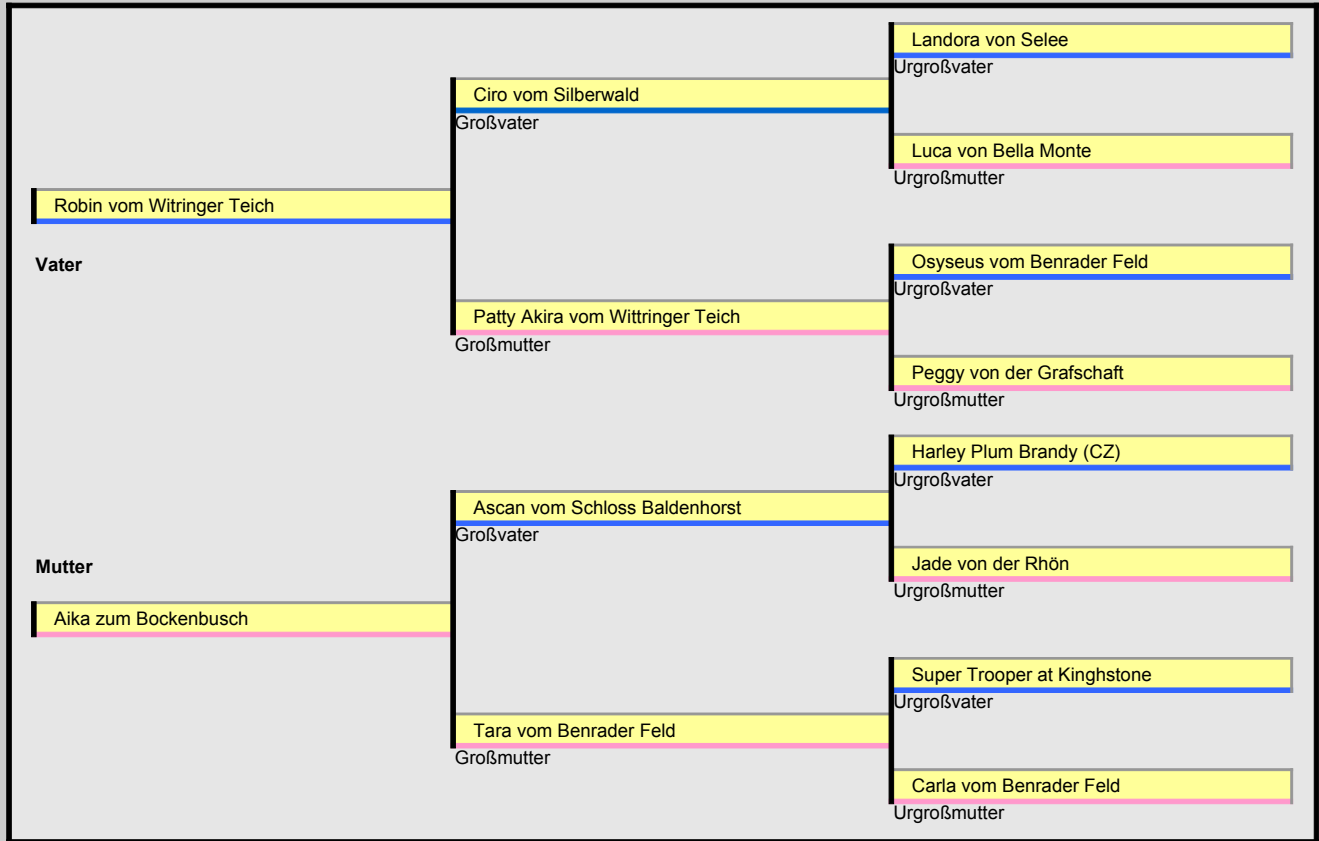 Landora von Selee
Urgroßvater
Ciro vom Silberwald
Großvater
Luca von Bella Monte
Urgroßmutter
Robin vom Witringer Teich
Vater
Osyseus vom Benrader Feld
Urgroßvater
Patty Akira vom Wittringer Teich
Großmutter
Peggy von der Grafschaft
Urgroßmutter
Harley Plum Brandy (CZ)
Urgroßvater
Ascan vom Schloss Baldenhorst
Großvater
Jade von der Rhön
Urgroßmutter
Mutter
Aika zum Bockenbusch
Super Trooper at Kinghstone
Urgroßvater
Tara vom Benrader Feld
Großmutter
Carla vom Benrader Feld
Urgroßmutter